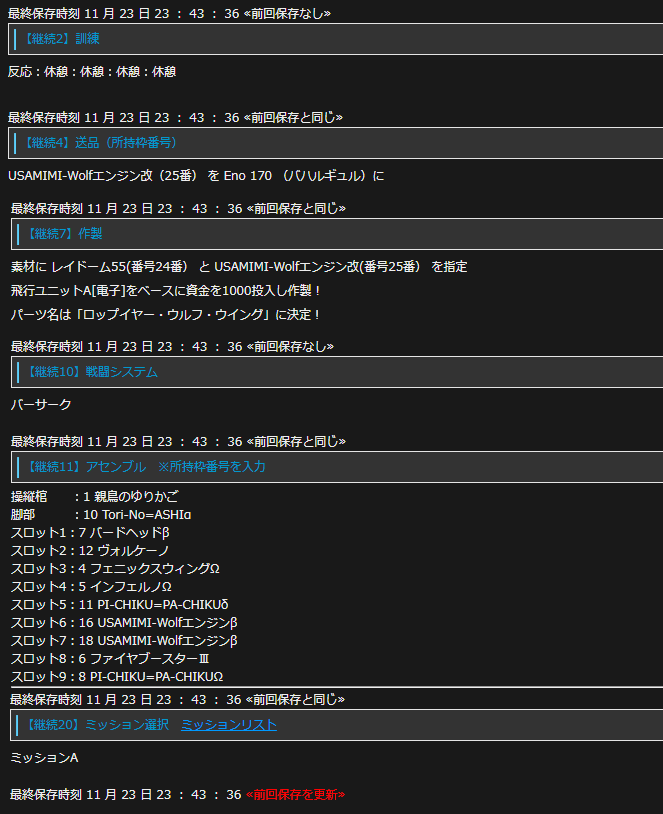 最終保存時刻 11 月 23 日 23 ： 43 ： 36 «前回保存なし»
【継続2】訓練
反応：休憩：休憩：休憩：休憩
最終保存時刻 11 月 23 日 23 ： 43 ： 36 «前回保存と同じ»
【継続4】送品（所持枠番号）
USAMIMI-Wolfエンジン改（25番） を Eno 170 （バハルギュル）に
最終保存時刻 11 月 23 日 23 ： 43 ： 36 «前回保存と同じ»
【継続7】作製
素材に レイドーム55(番号24番） と USAMIMI-Wolfエンジン改(番号25番） を指定
飛行ユニットA[電子]をベースに資金を1000投入し作製！
パーツ名は「ロップイヤー・ウルフ・ウイング」に決定！
最終保存時刻 11 月 23 日 23 ： 43 ： 36 «前回保存なし»
【継続10】戦闘システム
バーサーク
最終保存時刻 11 月 23 日 23 ： 43 ： 36 «前回保存と同じ»
【継続11】アセンブル　※所持枠番号を入力
操縦棺　　：1 親鳥のゆりかご
脚部　　　：10 Tori-No=ASHIα
スロット1：7 バードヘッドβ
スロット2：12 ヴォルケーノ
スロット3：4 フェニックスウィングΩ
スロット4：5 インフェルノΩ
スロット5：11 PI-CHIKU=PA-CHIKUδ
スロット6：16 USAMIMI-Wolfエンジンβ
スロット7：18 USAMIMI-Wolfエンジンβ
スロット8：6 ファイヤブースターⅢ
スロット9：8 PI-CHIKU=PA-CHIKUΩ
最終保存時刻 11 月 23 日 23 ： 43 ： 36 «前回保存と同じ»
【継続20】ミッション選択　ミッションリスト
ミッションA
最終保存時刻 11 月 23 日 23 ： 43 ： 36 «前回保存を更新»